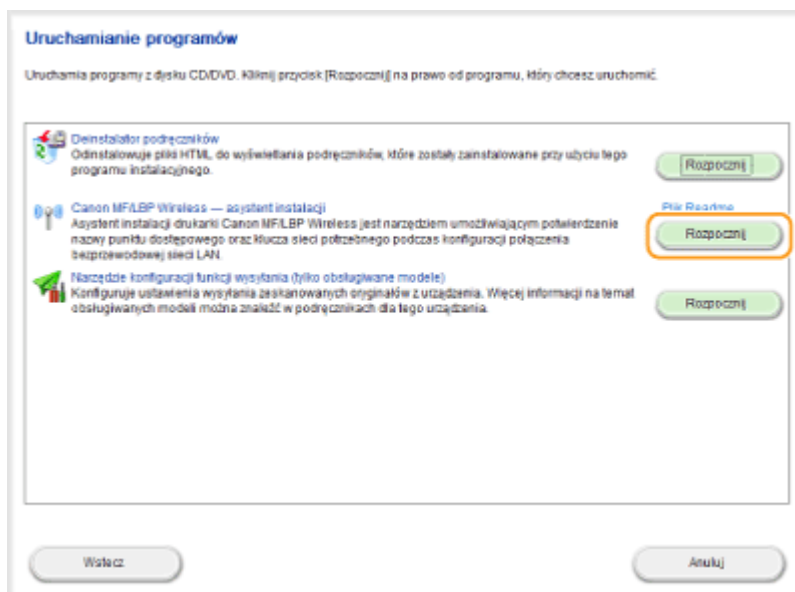 Uruchamianie programów
Uruchamia programy z dysku CD/DVD. Kliknij przycisk [Rozpocznij] na prawo od programu, który chcesz uruchomić.
Deinstalator podręczników
Odinstalowuje pliki HTML, do wyświetlania podręczników, które zostały zainstalowane przy użyciu tego
programu instalacyjnego.
Rozpocznij
Canon MF/LBP Wireless — asystent instalacji
Plik Readme
Asystent instalacji drukarki Canon MF/LBP Wireless jest narzędziem umożliwiającym potwierdzenie
nazwy punktu dostępowego oraz klucza sieci potrzebnego podczas konfiguracji połączenia
bezprzewodowej sieci LAN.
Rozpocznij
Narzędzie konfiguracji funkcji wysyłania (tylko obsługiwane modele)
Konfiguruje ustawienia wysyłania zeskanowanych oryginałów z urządzenia. Więcej informacji na temat
obsługiwanych modeli można znaleźć w podręcznikach dla tego urządzenia.
Rozpocznij
Wstecz
Anuluj